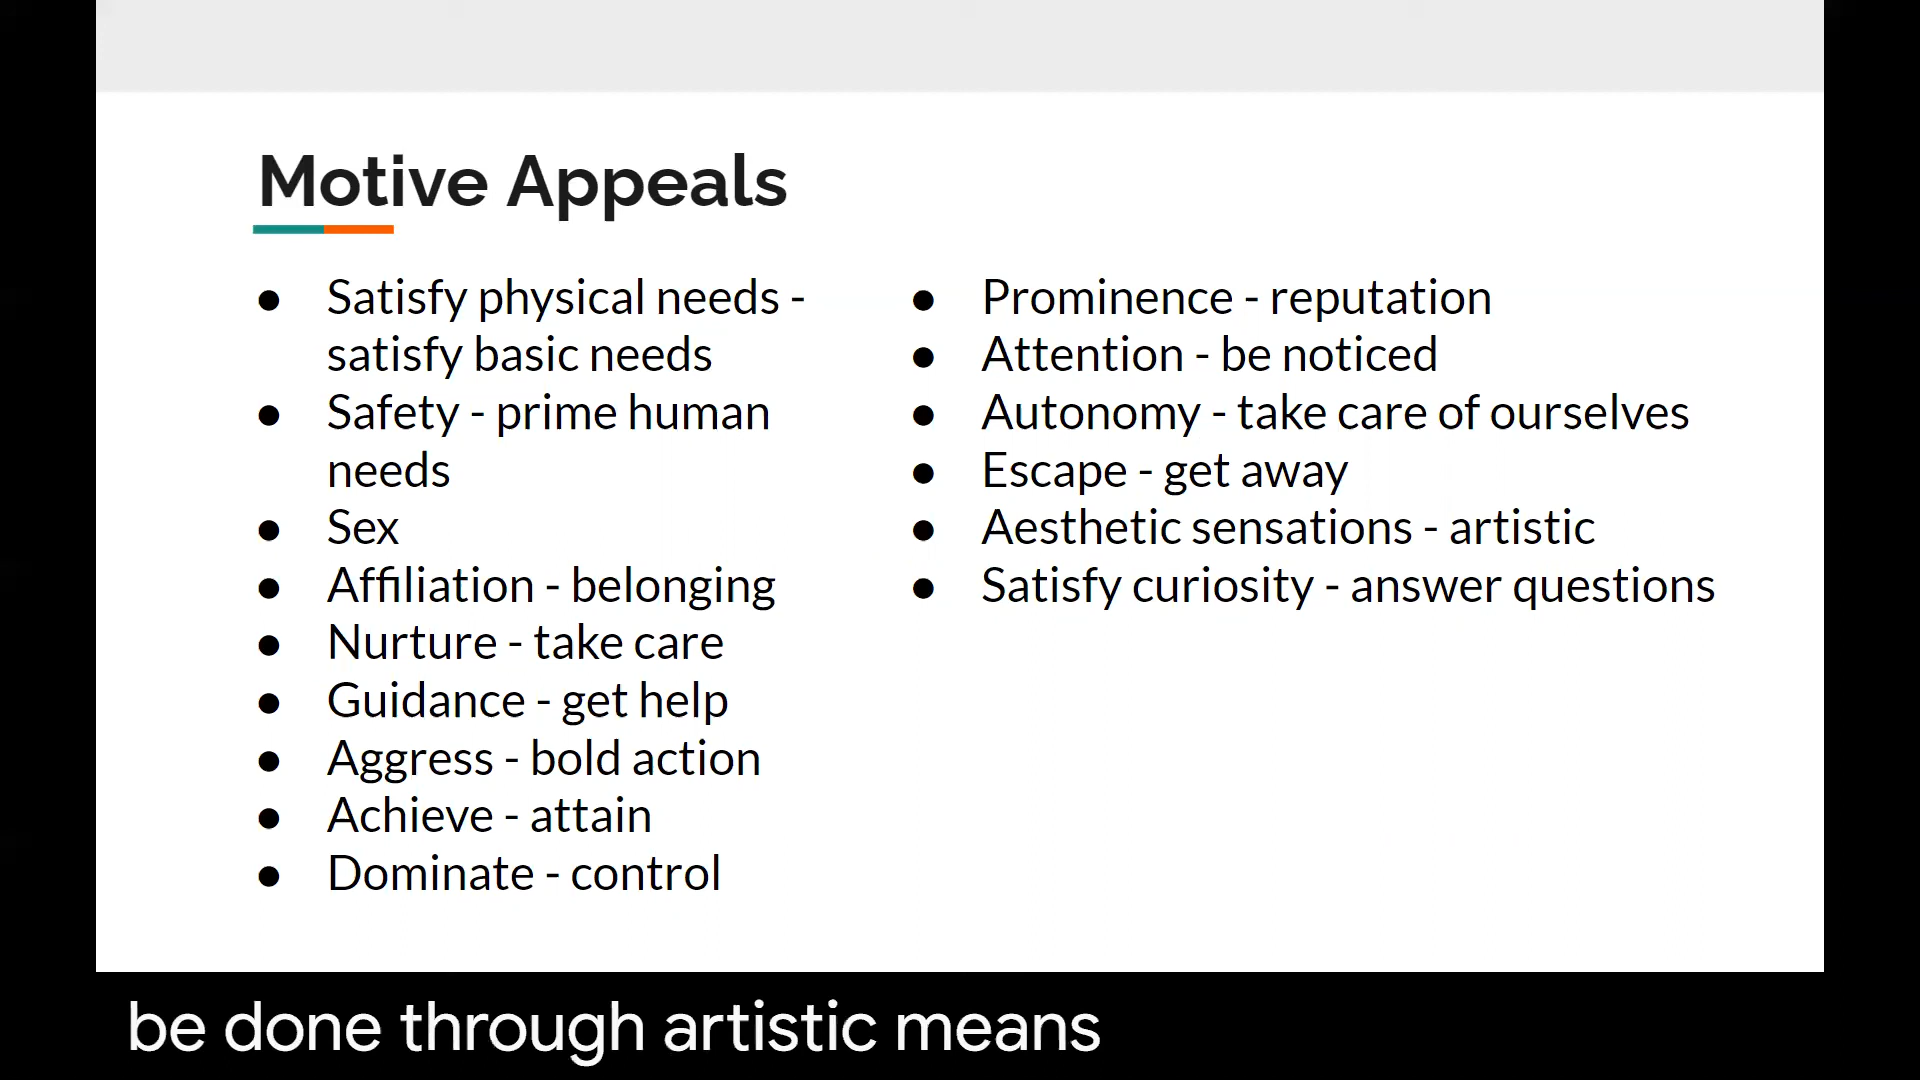 Motive Appeals
● Satisfy physical needs -
satisfy basic needs
● Safety - prime human
needs
● Sex
● Affiliation - belonging
● Nurture - take care
● Guidance - get help
● Aggress - bold action
● Achieve - attain
● Dominate - control
● Prominence - reputation
● Attention - be noticed
● Autonomy - take care of ourselves
● Escape - get away
● Aesthetic sensations - artistic
● Satisfy curiosity - answer questions
be done through artistic means